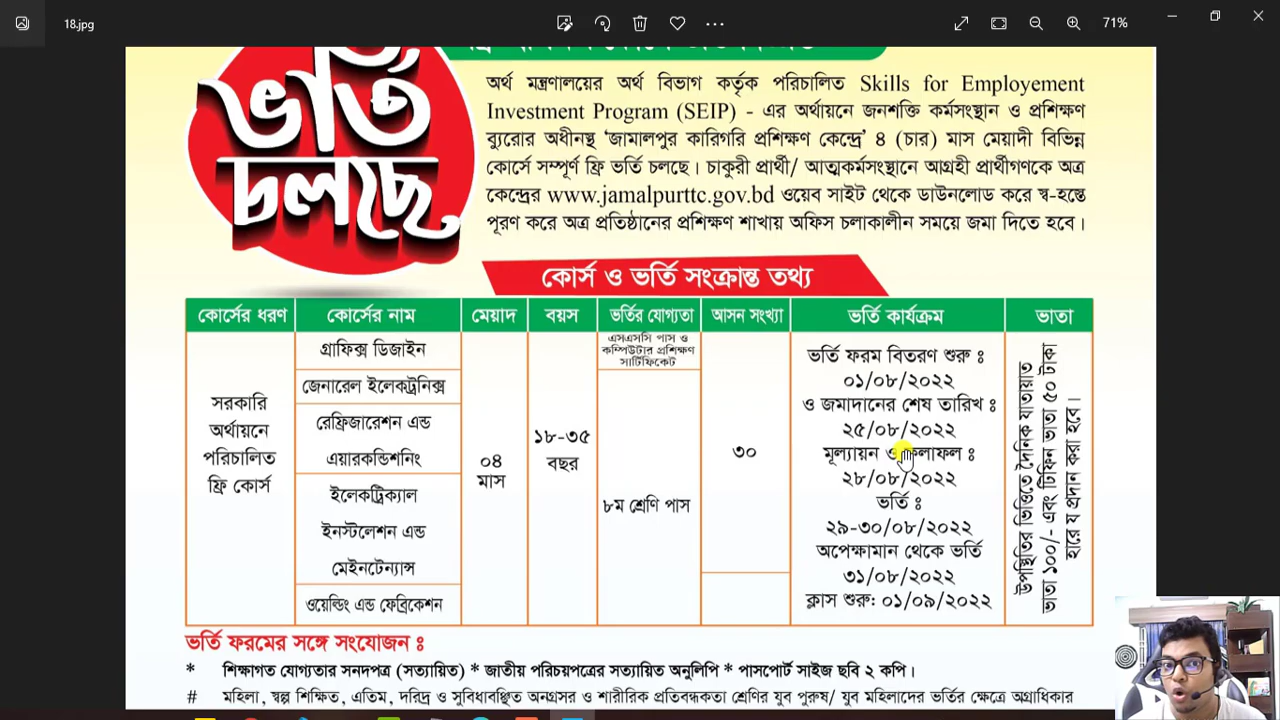 18.jpg
71%
ভর্তি
চলছে
অর্থ মন্ত্রণালয়ের অর্থ বিভাগ কর্তৃক পরিচালিত Skills for Employement
Investment Program (SEIP) - এর অর্থায়নে জনশক্তি কর্মসংস্থান ও প্রশিক্ষণ
ব্যুরোর অধীনস্থ 'জামালপুর কারিগরি প্রশিক্ষণ কেন্দ্রে' ৪ (চার) মাস মেয়াদী বিভিন্ন
কোর্সে সম্পূর্ণ ফ্রি ভর্তি চলছে। চাকুরী প্রার্থী/ আত্মকর্মসংস্থানে আগ্রহী প্রার্থীগণকে অত্র
কেন্দ্রের www.jamalpurttc.gov.bd ওয়েব সাইট থেকে ডাউনলোড করে স্ব-হস্তে
পূরণ করে অত্র প্রতিষ্ঠানের প্রশিক্ষণ শাখায় অফিস চলাকালীন সময়ে জমা দিতে হবে।
কোর্স ও ভর্তি সংক্রান্ত তথ্য
কোর্সের ধরণ কোর্সের নাম মেয়াদ বয়স ভর্তির যোগ্যতা আসন সংখ্যা ভর্তি কার্যক্রম ভাতা
সরকারি
অর্থায়নে
পরিচালিত
ফ্রি কোর্স
গ্রাফিক্স ডিজাইন
জেনারেল ইলেকট্রনিক্স
রেফ্রিজারেশন এন্ড
এয়ারকন্ডিশনিং
ইলেকট্রিক্যাল
ইনস্টলেশন এন্ড
মেইনটেন্যান্স
ওয়েল্ডিং এন্ড ফেব্রিকেশন
০৪
মাস
১৮-৩৫
বছর
এসএসসি পাস ও
কম্পিউটার প্রশিক্ষণ
সার্টিফিকেট
৮ম শ্রেণি পাস
৩০
ভর্তি ফরম বিতরণ শুরু ঃ
০১/০৮/২০২২
ও জমাদানের শেষ তারিখ ঃ
২৫/০৮/২০২২
মূল্যায়ন ও ফলাফল ঃ
২৮/০৮/২০২২
ভর্তি ঃ
২৯-৩০/০৮/২০২২
অপেক্ষামান থেকে ভর্তি
৩১/০৮/২০২২
ক্লাস শুরু: ০১/০৯/২০২২
উপস্থিতির ভিত্তিতে দৈনিক যাতায়াত
ভাতা ১০০/- এবং টিফিন ভাতা ৫০ টাকা
হারে য প্রদান করা হবে।
ভর্তি ফরমের সঙ্গে সংযোজন ঃ
* শিক্ষাগত যোগ্যতার সনদপত্র (সত্যায়িত) * জাতীয় পরিচয়পত্রের সত্যায়িত অনুলিপি * পাসপোর্ট সাইজ ছবি ২ কপি।
# মহিলা, স্বল্প শিক্ষিত, এতিম, দরিদ্র ও সুবিধাবঞ্ছিত অনগ্রসর ও শারীরিক প্রতিবন্ধকতা শ্রেণির যুব পুরুষ/ যুব মহিলাদের ভর্তির ক্ষেত্রে অগ্রাধিকার